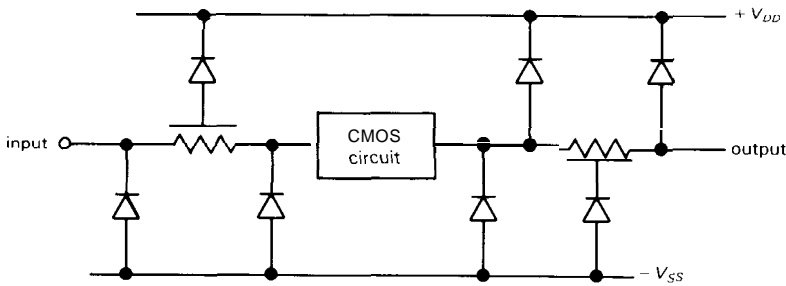 + V_DD
input
CMOS
circuit
output
- V_SS